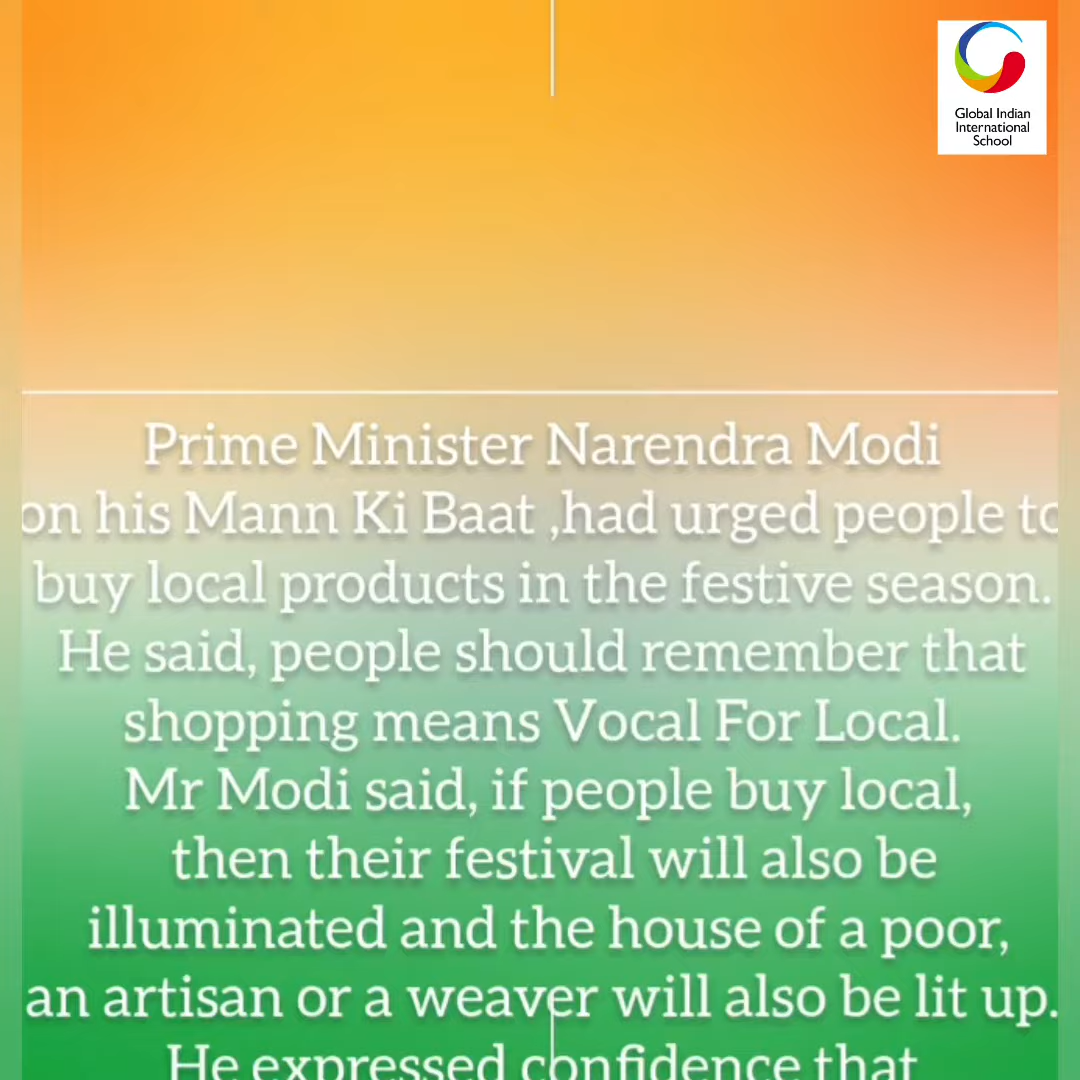 Global Indian
International
School
Prime Minister Narendra Modi
on his Mann Ki Baat ,had urged people to
buy local products in the festive season.
He said, people should remember that
shopping means Vocal For Local.
Mr Modi said, if people buy local,
then their festival will also be
illuminated and the house of a poor,
an artisan or a weaver will also be lit up.
He expressed confidence that